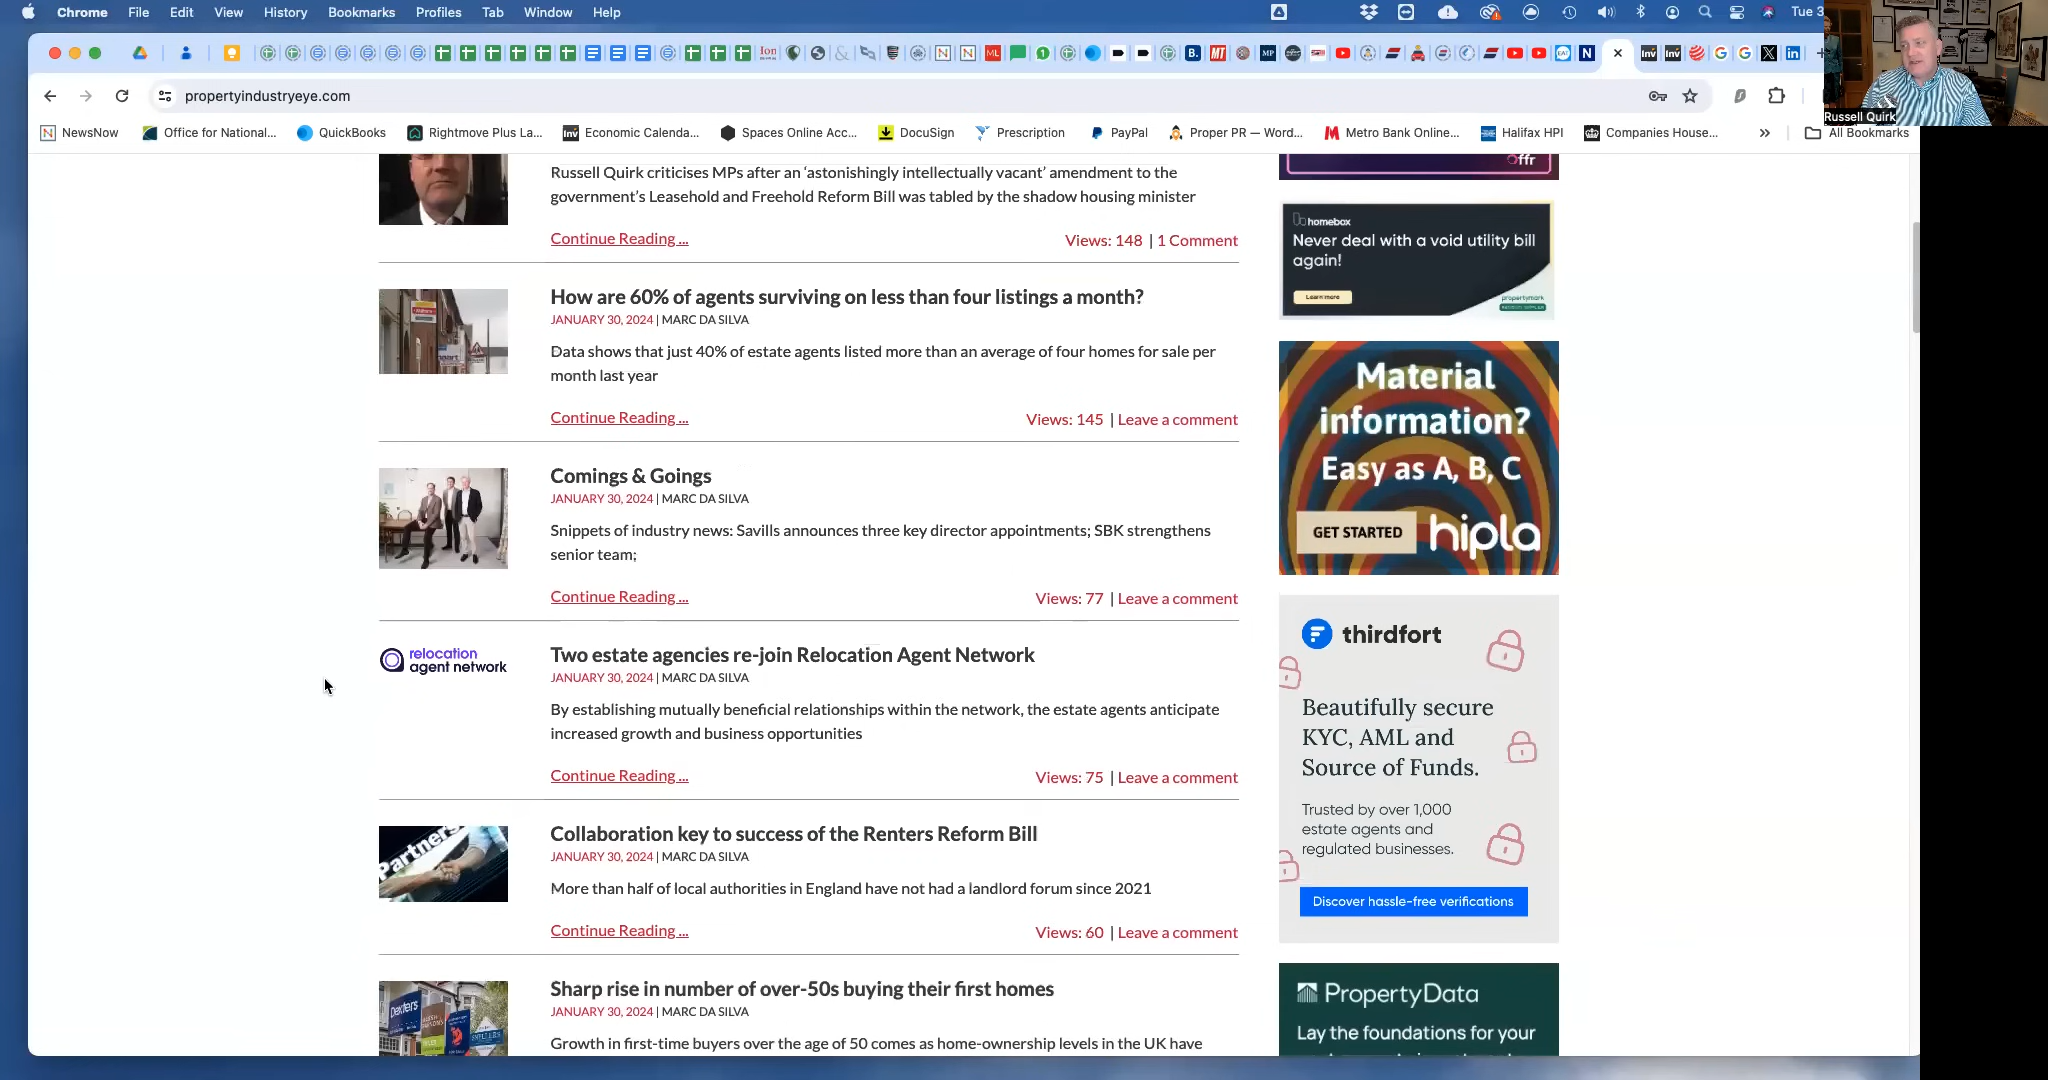 Chrome File Edit View History Bookmarks Profiles Tab Window Help
Tue 3
propertyindustryeye.com
Russell Quirk
NewsNow
Office for National...
QuickBooks
Rightmove Plus La...
Economic Calenda...
Spaces Online Acc...
DocuSign
Prescription
PayPal
Proper PR — Word...
Metro Bank Online...
Halifax HPI
Companies House...
»
All Bookmarks
Russell Quirk criticises MPs after an ‘astonishingly intellectually vacant’ amendment to the
government’s Leasehold and Freehold Reform Bill was tabled by the shadow housing minister
Continue Reading ...
Views: 148 | 1 Comment
How are 60% of agents surviving on less than four listings a month?
JANUARY 30, 2024 | MARC DA SILVA
Data shows that just 40% of estate agents listed more than an average of four homes for sale per
month last year
Continue Reading ...
Views: 145 | Leave a comment
Comings & Goings
JANUARY 30, 2024 | MARC DA SILVA
Snippets of industry news: Savills announces three key director appointments; SBK strengthens
senior team;
Continue Reading ...
Views: 77 | Leave a comment
relocation
agent network
Two estate agencies re-join Relocation Agent Network
JANUARY 30, 2024 | MARC DA SILVA
By establishing mutually beneficial relationships within the network, the estate agents anticipate
increased growth and business opportunities
Continue Reading ...
Views: 75 | Leave a comment
Partners
Collaboration key to success of the Renters Reform Bill
JANUARY 30, 2024 | MARC DA SILVA
More than half of local authorities in England have not had a landlord forum since 2021
Continue Reading ...
Views: 60 | Leave a comment
Dexters
Sharp rise in number of over-50s buying their first homes
JANUARY 30, 2024 | MARC DA SILVA
Growth in first-time buyers over the age of 50 comes as home-ownership levels in the UK have
offr
homebox
Never deal with a void utility bill
again!
Learn more
propertymark
Material
information?
Easy as A, B, C
GET STARTED
hipla
thirdfort
Beautifully secure
KYC, AML and
Source of Funds.
Trusted by over 1,000
estate agents and
regulated businesses.
Discover hassle-free verifications
PropertyData
Lay the foundations for your